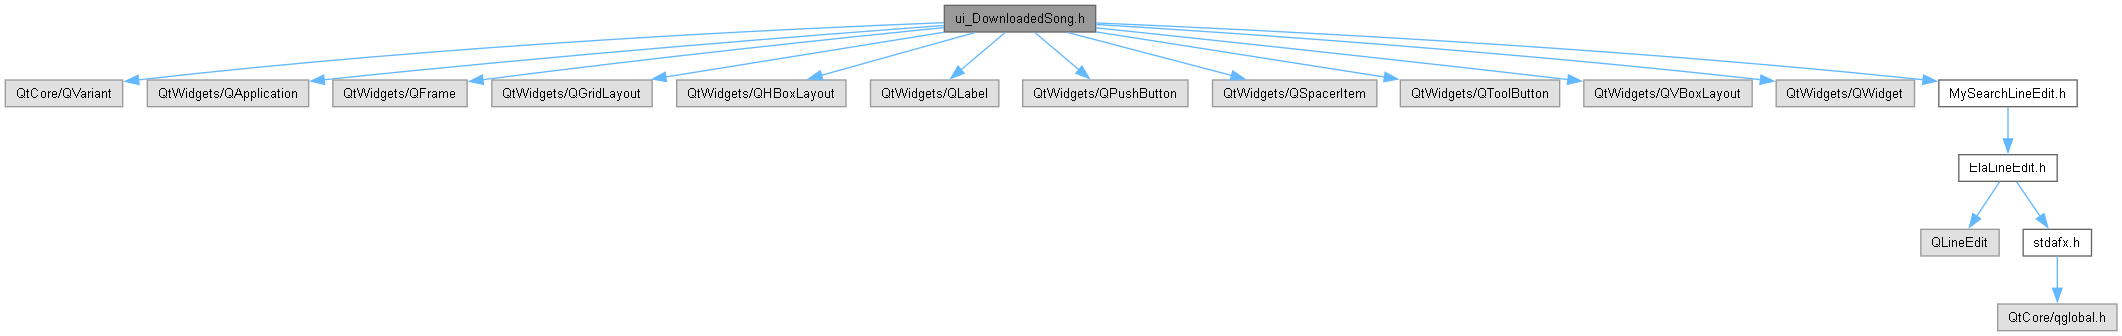 ui_DownloadedSong.h
QtCore/QVariant
QtWidgets/QApplication
QtWidgets/QFrame
QtWidgets/QGridLayout
QtWidgets/QHBoxLayout
QtWidgets/QLabel
QtWidgets/QPushButton
QtWidgets/QSpacerItem
QtWidgets/QToolButton
QtWidgets/QVBoxLayout
QtWidgets/QWidget
MySearchLineEdit.h
ElaLineEdit.h
QLineEdit
stdafx.h
QtCore/qglobal.h